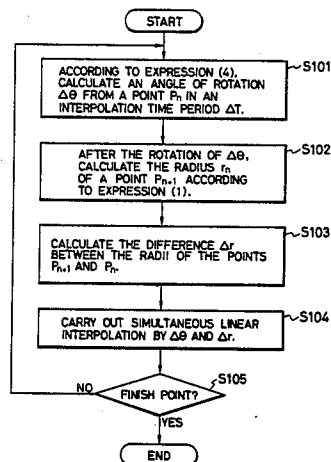 START
S101
ACCORDING TO EXPRESSION (4),
CALCULATE AN ANGLE OF ROTATION
Δθ FROM A POINT Pn IN AN
INTERPOLATION TIME PERIOD ΔT.
S102
AFTER THE ROTATION OF Δθ,
CALCULATE THE RADIUS rn
OF A POINT Pn+1 ACCORDING
TO EXPRESSION (1).
S103
CALCULATE THE DIFFERENCE Δr
BETWEEN THE RADII OF THE POINTS
Pn+1 AND Pn.
S104
CARRY OUT SIMULTANEOUS LINEAR
INTERPOLATION BY Δθ AND Δr.
S105
NO
FINISH POINT?
YES
END